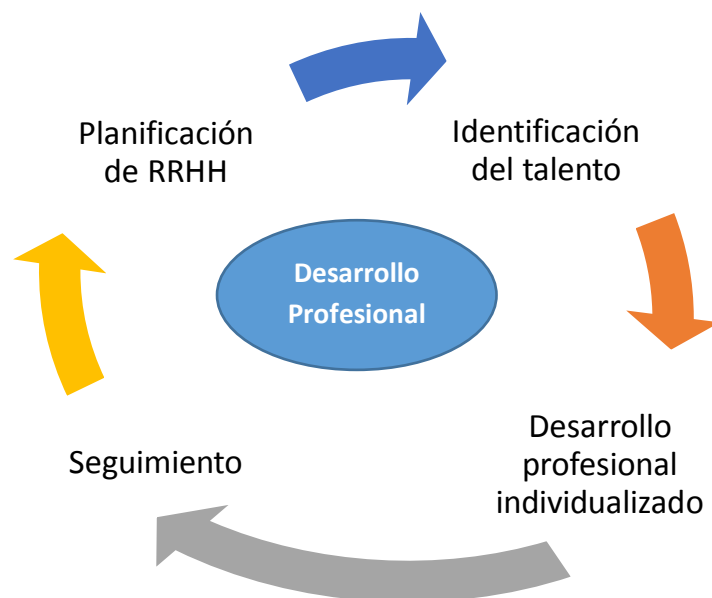 Planificación
de RRHH
Identificación
del talento
Desarrollo
Profesional
Desarrollo
profesional
individualizado
Seguimiento